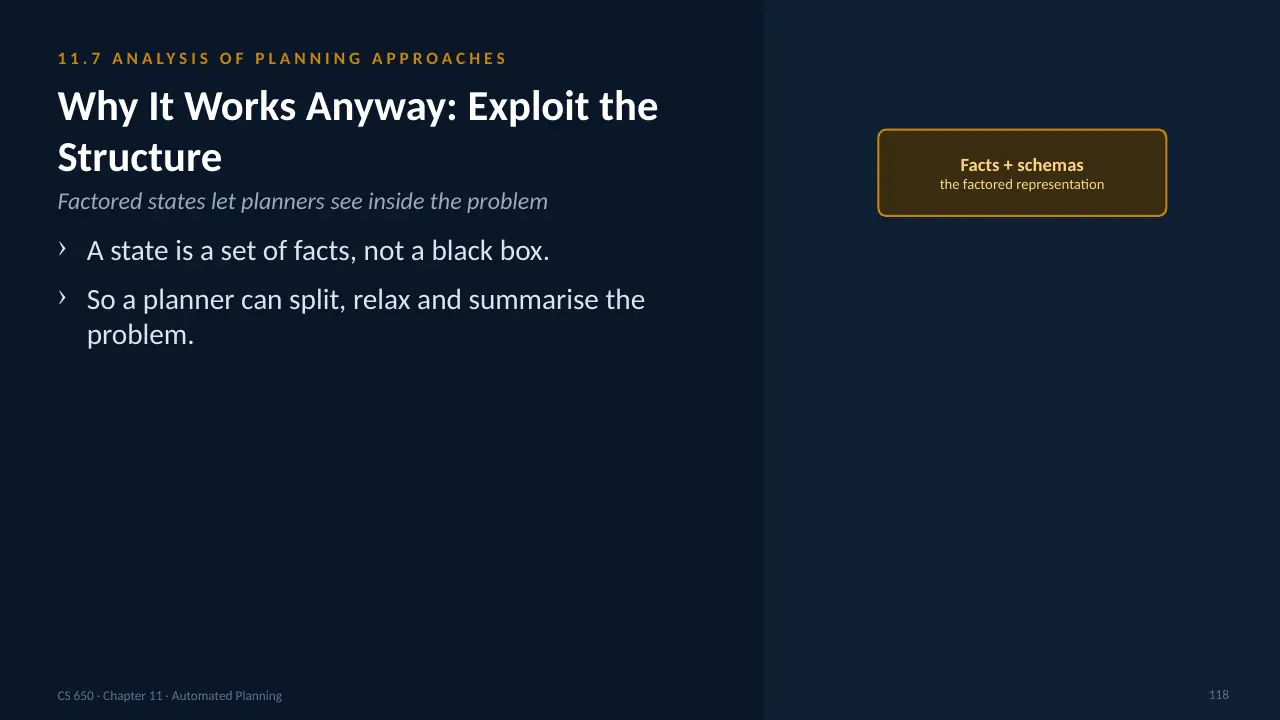 11.7 ANALYSIS OF PLANNING APPROACHES
Why It Works Anyway: Exploit the
Structure
Factored states let planners see inside the problem
› A state is a set of facts, not a black box.
› So a planner can split, relax and summarise the
problem.
Facts + schemas
the factored representation
CS 650 · Chapter 11 · Automated Planning
118